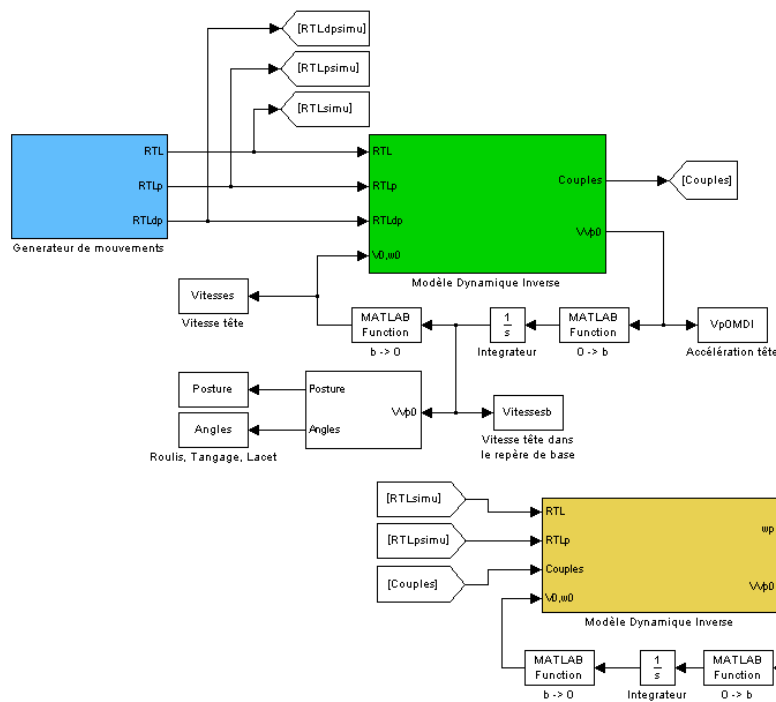 [RTLdpsimu]
[RTLpsimu]
[RTLsimu]
RTL
RTLp
RTLdp
Generateur de mouvements
RTL
RTLp
RTLdp
V0,w0
Couples
VVp0
Modèle Dynamique Inverse
[Couples]
Vitesses
Vitesse tête
MATLAB
Function
b -> 0
1
s
Integrateur
MATLAB
Function
0 -> b
Vp0MDI
Accélération tête
Posture
Angles
Roulis, Tangage, Lacet
Posture
Angles
VVp0
Vitessesb
Vitesse tête dans
le repère de base
[RTLsimu]
[RTLpsimu]
[Couples]
RTL
RTLp
Couples
V0,w0
wp
VVp0
Modèle Dynamique Inverse
MATLAB
Function
b -> 0
1
s
Integrateur
MATLAB
Function
0 -> b